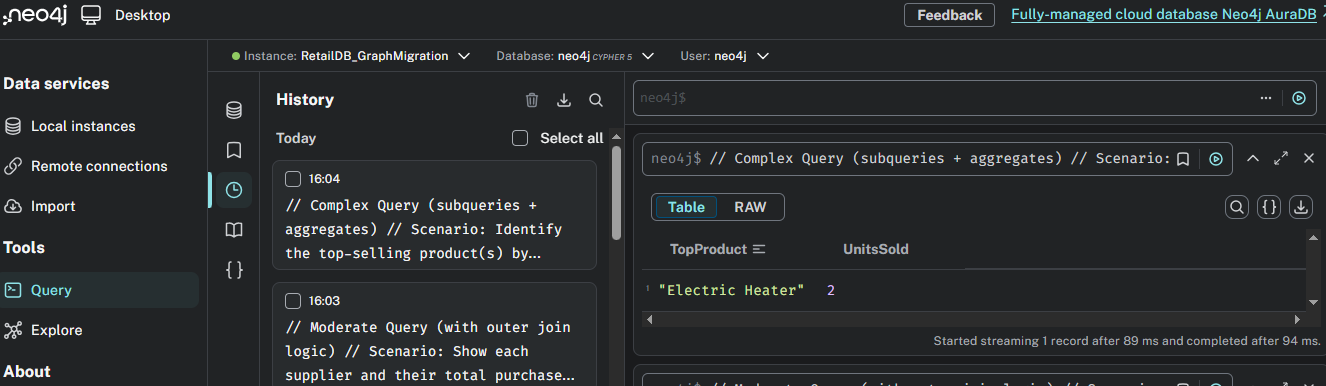 neo4j Desktop
Feedback
Fully-managed cloud database Neo4j AuraDB
Instance: RetailDB_GraphMigration
Database: neo4j CYPHER 5
User: neo4j
Data services
Local instances
Remote connections
Import
Tools
Query
Explore
About
History
Today
Select all
16:04
// Complex Query (subqueries +
aggregates) // Scenario: Identify
the top-selling product(s) by...
16:03
// Moderate Query (with outer join
logic) // Scenario: Show each
supplier and their total purchase...
neo4j$
neo4j$ // Complex Query (subqueries + aggregates) // Scenario:
Table RAW
TopProduct UnitsSold
1 "Electric Heater" 2
Started streaming 1 record after 89 ms and completed after 94 ms.